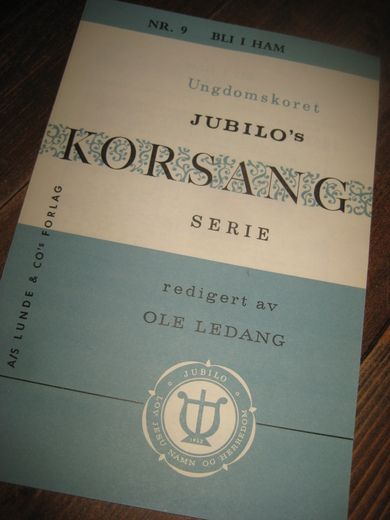 NR. 9 BLI I HAM
Ungdomskoret
JUBILO's
KORSANG
SERIE
redigert av
OLE LEDANG
A/S LUNDE & CO's FORLAG
JUBILO
LOV JESU NAMN OG HERREDOM